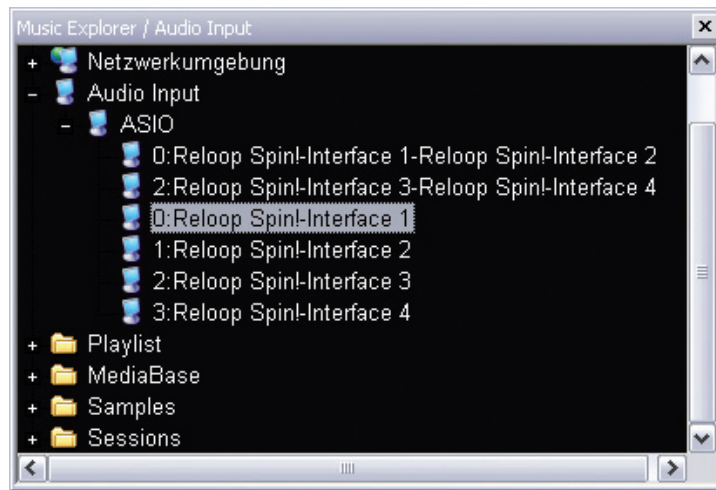 Music Explorer / Audio Input
Netzwerkumgebung
Audio Input
ASIO
0:Reloop Spin!-Interface 1-Reloop Spin!-Interface 2
2:Reloop Spin!-Interface 3-Reloop Spin!-Interface 4
0:Reloop Spin!-Interface 1
1:Reloop Spin!-Interface 2
2:Reloop Spin!-Interface 3
3:Reloop Spin!-Interface 4
Playlist
MediaBase
Samples
Sessions